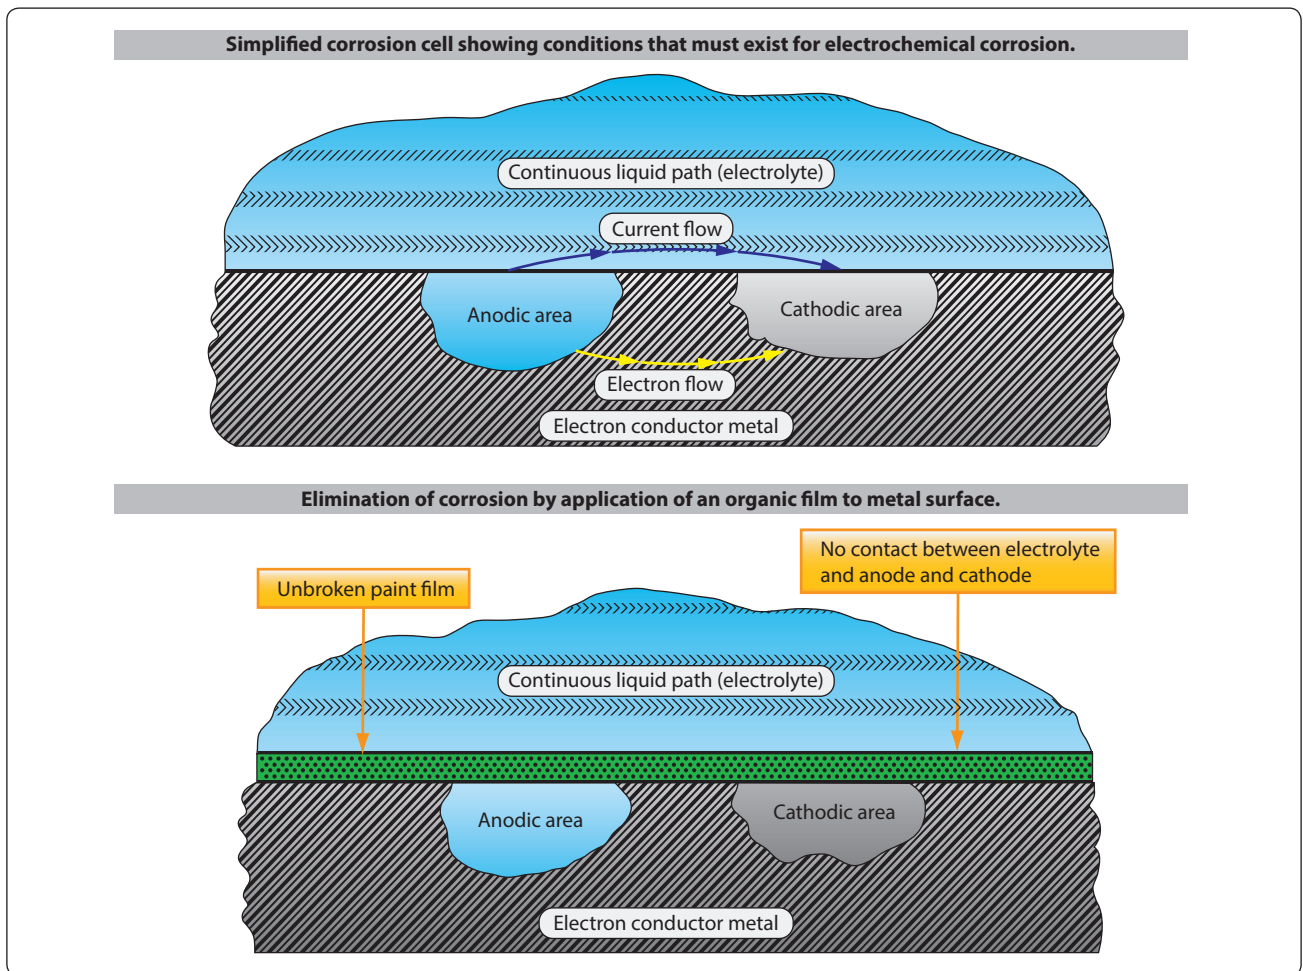 Simplified corrosion cell showing conditions that must exist for electrochemical corrosion.
Continuous liquid path (electrolyte)
Current flow
Anodic area
Cathodic area
Electron flow
Electron conductor metal
Elimination of corrosion by application of an organic film to metal surface.
Unbroken paint film
No contact between electrolyte
and anode and cathode
Continuous liquid path (electrolyte)
Anodic area
Cathodic area
Electron conductor metal